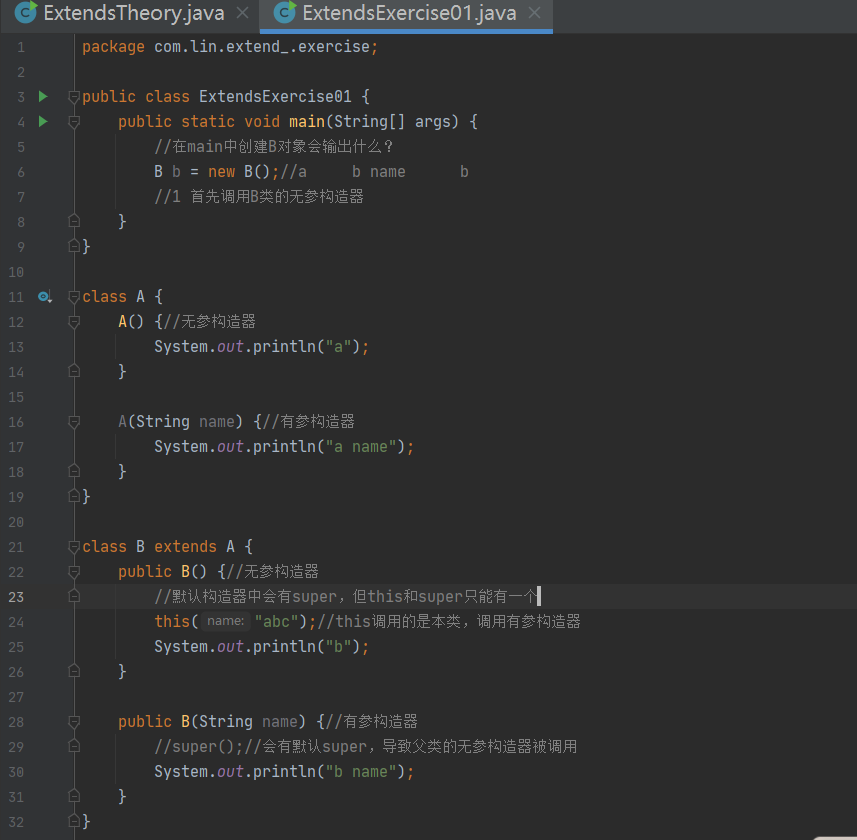 ExtendsTheory.java ExtendsExercise01.java
1 package com.lin.extend_.exercise;
2
3 public class ExtendsExercise01 {
4 public static void main(String[] args) {
5 //在main中创建B对象会输出什么？
6 B b = new B();//a b name b
7 //1 首先调用B类的无参构造器
8 }
9 }
10
11 class A {
12 A() {//无参构造器
13 System.out.println("a");
14 }
15
16 A(String name) {//有参构造器
17 System.out.println("a name");
18 }
19 }
20
21 class B extends A {
22 public B() {//无参构造器
23 //默认构造器中会有super，但this和super只能有一个
24 this( name: "abc");//this调用的是本类，调用有参构造器
25 System.out.println("b");
26 }
27
28 public B(String name) {//有参构造器
29 //super();//会有默认super，导致父类的无参构造器被调用
30 System.out.println("b name");
31 }
32 }